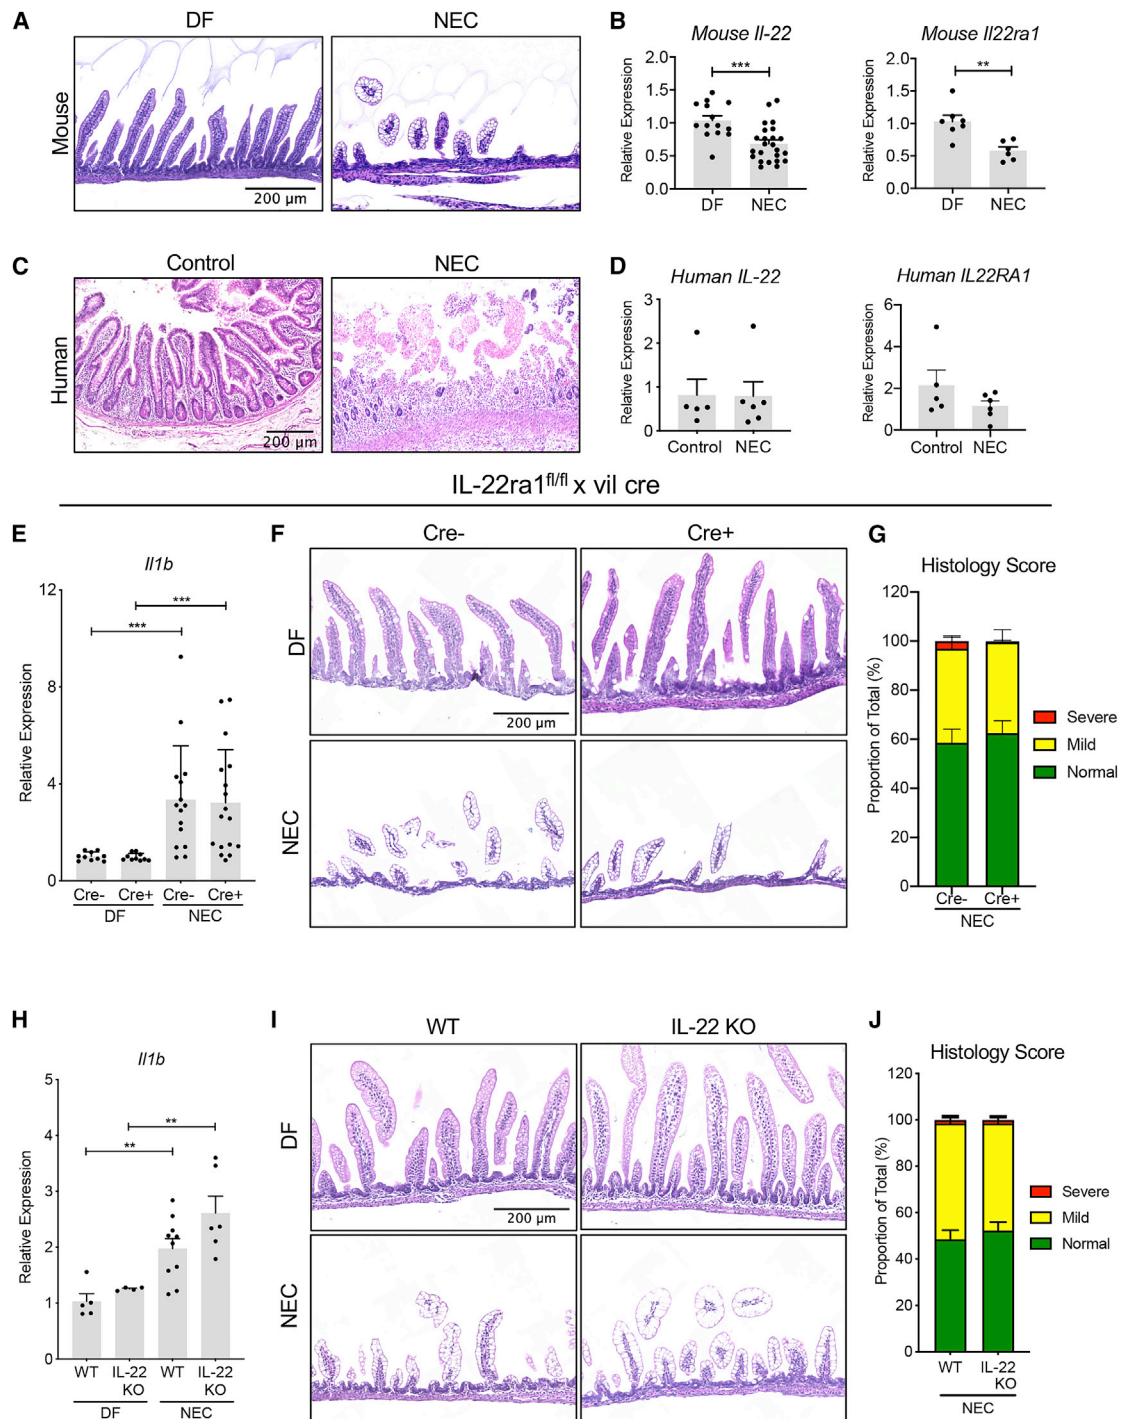 A
DF
NEC
Mouse
200 µm
B
Mouse Il-22
Relative Expression
2.0
1.5
1.0
0.5
0.0
***
DF
NEC
Mouse Il22ra1
Relative Expression
2.0
1.5
1.0
0.5
0.0
**
DF
NEC
C
Control
NEC
Human
200 µm
D
Human IL-22
Relative Expression
3
2
1
0
Control
NEC
Human IL22RA1
Relative Expression
6
4
2
0
Control
NEC
IL-22ra1fl/fl x vil cre
E
Il1b
Relative Expression
12
8
4
0
***
***
Cre- Cre+ Cre- Cre+
DF NEC
F
Cre-
Cre+
DF
200 µm
NEC
G
Histology Score
Proportion of Total (%)
120
100
80
60
40
20
0
Cre- Cre+
NEC
Severe
Mild
Normal
H
Il1b
Relative Expression
5
4
3
2
1
0
**
**
WT IL-22 WT IL-22
KO KO
DF NEC
I
WT
IL-22 KO
DF
200 µm
NEC
J
Histology Score
Proportion of Total (%)
120
100
80
60
40
20
0
WT IL-22
KO
NEC
Severe
Mild
Normal